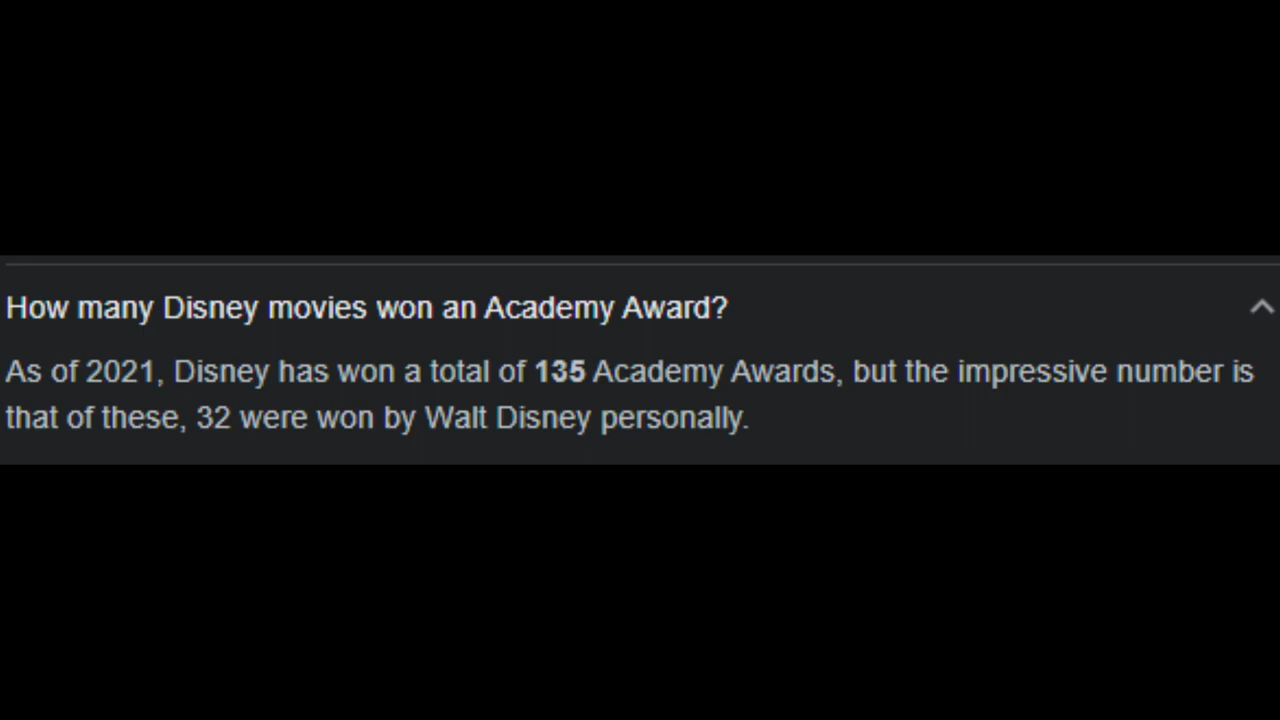 How many Disney movies won an Academy Award?
As of 2021, Disney has won a total of 135 Academy Awards, but the impressive number is
that of these, 32 were won by Walt Disney personally.